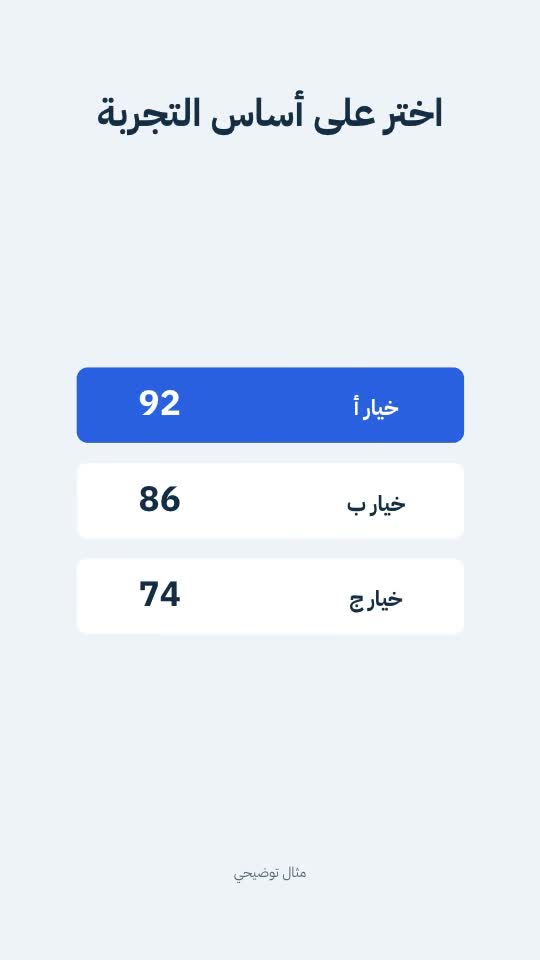 اختر على أساس التجربة
خيار أ 92
خيار ب 86
خيار ج 74
مثال توضيحي